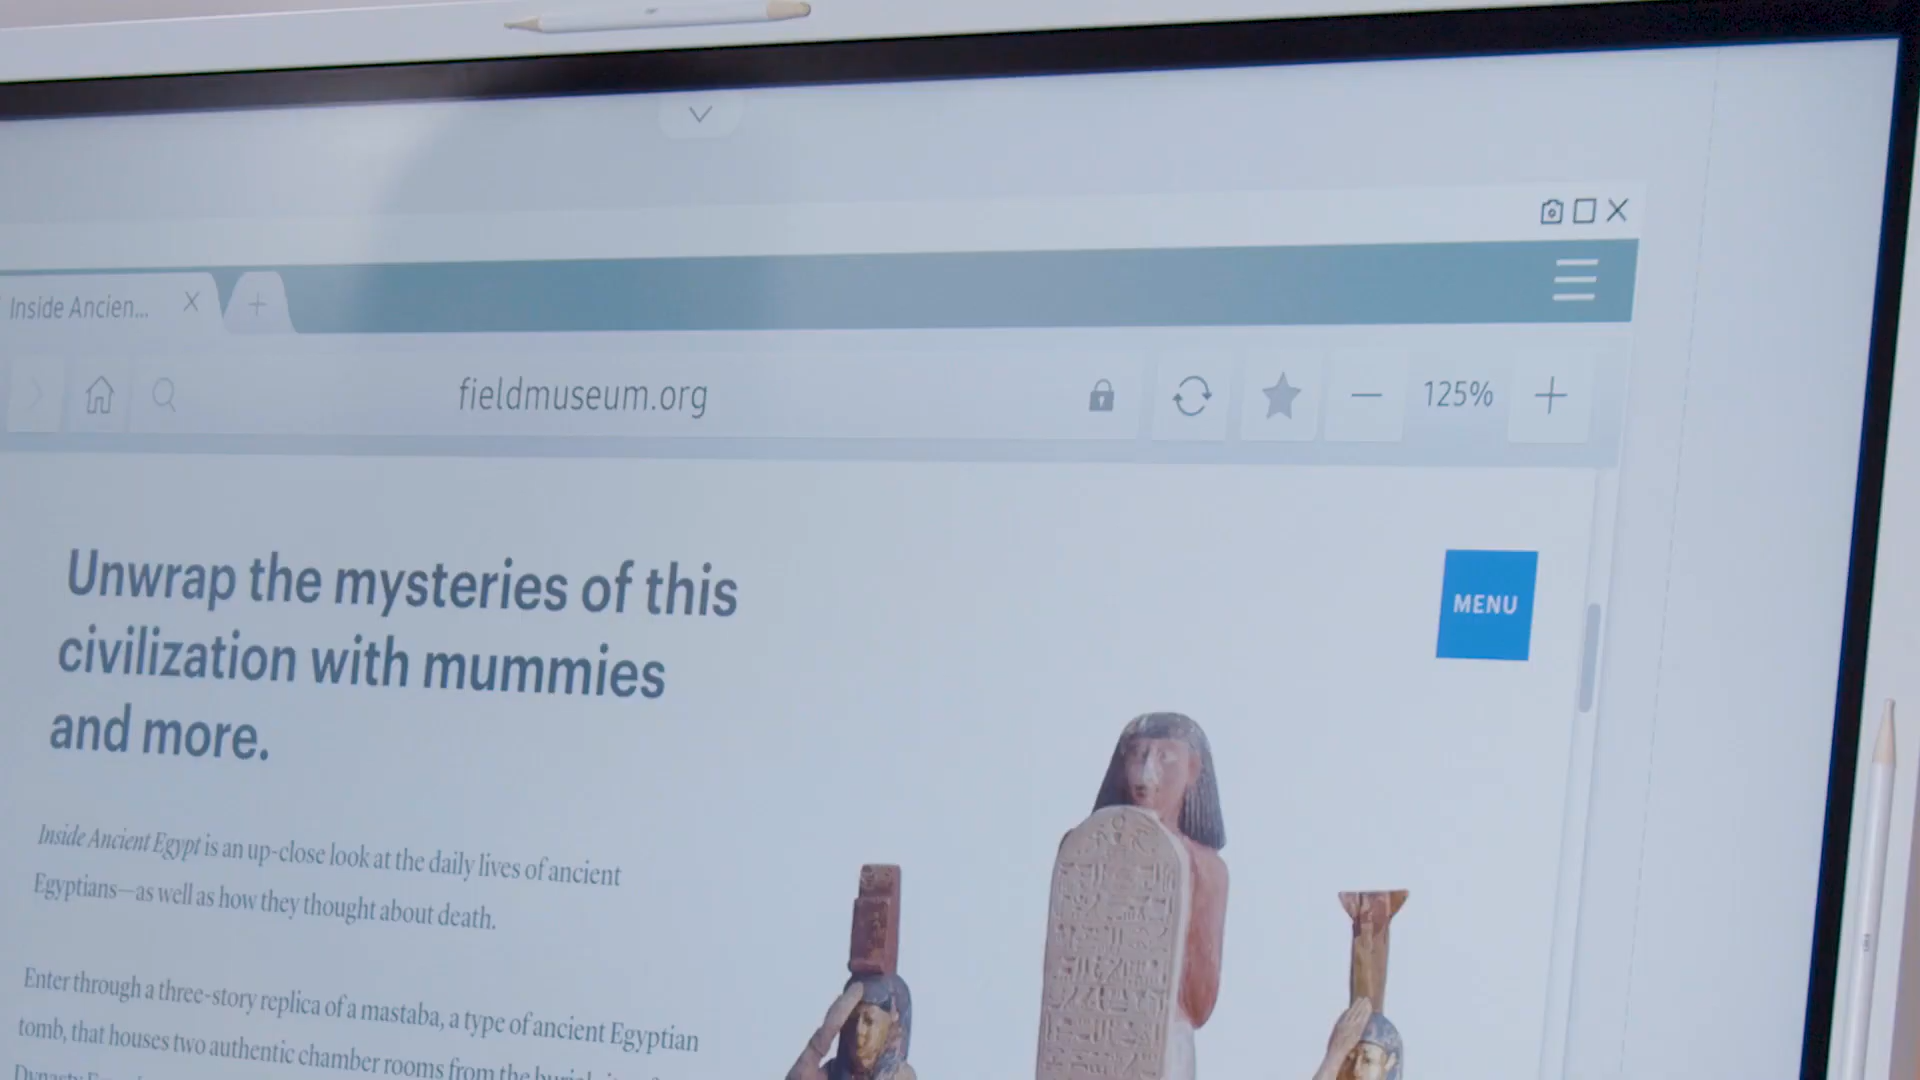 Inside Ancien...
fieldmuseum.org
125%
Unwrap the mysteries of this
civilization with mummies
and more.
MENU
Inside Ancient Egypt is an up-close look at the daily lives of ancient
Egyptians—as well as how they thought about death.
Enter through a three-story replica of a mastaba, a type of ancient Egyptian
tomb, that houses two authentic chamber rooms from the
Dynasty